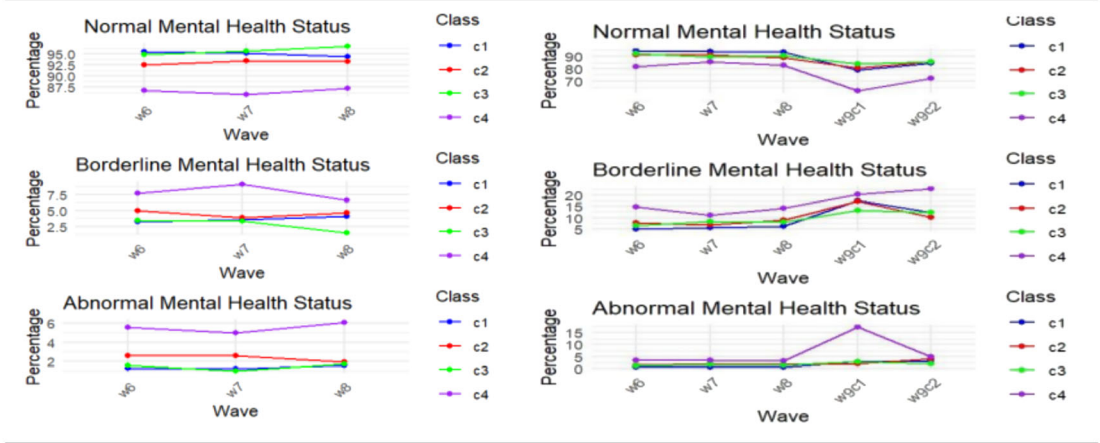 Normal Mental Health Status
Percentage
95.0
92.5
90.0
87.5
w6
w7
w8
Wave
Class
c1
c2
c3
c4
Normal Mental Health Status
Percentage
90
80
70
w6
w7
w8
w9c1
w9c2
Wave
Class
c1
c2
c3
c4
Borderline Mental Health Status
Percentage
7.5
5.0
2.5
w6
w7
w8
Wave
Class
c1
c2
c3
c4
Borderline Mental Health Status
Percentage
20
15
10
5
w6
w7
w8
w9c1
w9c2
Wave
Class
c1
c2
c3
c4
Abnormal Mental Health Status
Percentage
6
4
2
w6
w7
w8
Wave
Class
c1
c2
c3
c4
Abnormal Mental Health Status
Percentage
15
10
5
0
w6
w7
w8
w9c1
w9c2
Wave
Class
c1
c2
c3
c4